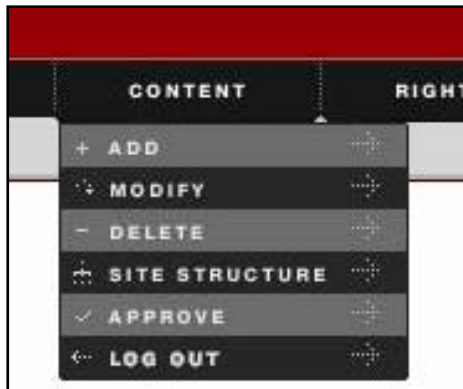 CONTENT RIGHT
+ ADD
MODIFY
- DELETE
SITE STRUCTURE
✓ APPROVE
LOG OUT